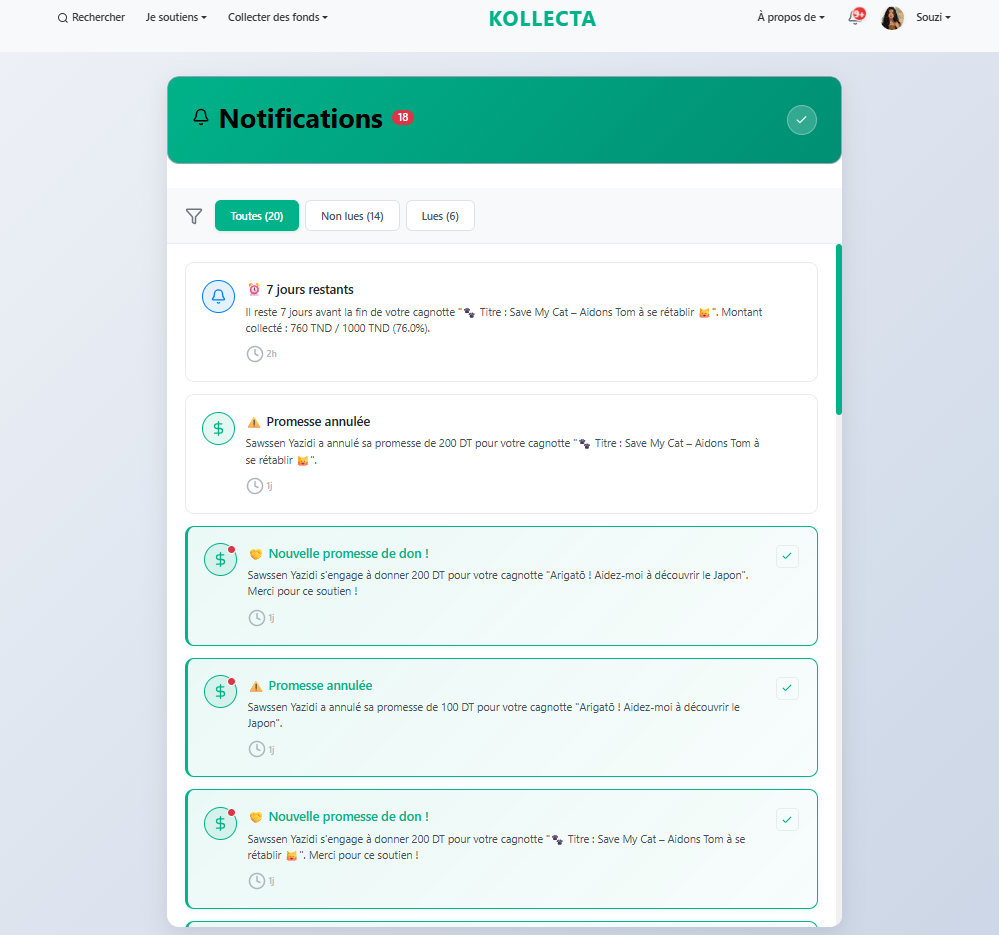 Rechercher Je soutiens Collecter des fonds KOLLECTA À propos de 9+ Souzi
Notifications 18
Toutes (20) Non lues (14) Lues (6)
⏰ 7 jours restants
Il reste 7 jours avant la fin de votre cagnotte "🐾 Titre : Save My Cat – Aidons Tom à se rétablir 🐱". Montant
collecté : 760 TND / 1000 TND (76.0%).
2h
⚠️ Promesse annulée
Sawssen Yazidi a annulé sa promesse de 200 DT pour votre cagnotte "🐾 Titre : Save My Cat – Aidons Tom à
se rétablir 🐱".
1j
🤝 Nouvelle promesse de don !
Sawssen Yazidi s'engage à donner 200 DT pour votre cagnotte "Arigatō ! Aidez-moi à découvrir le Japon".
Merci pour ce soutien !
1j
⚠️ Promesse annulée
Sawssen Yazidi a annulé sa promesse de 100 DT pour votre cagnotte "Arigatō ! Aidez-moi à découvrir le
Japon".
1j
🤝 Nouvelle promesse de don !
Sawssen Yazidi s'engage à donner 200 DT pour votre cagnotte "🐾 Titre : Save My Cat – Aidons Tom à se
rétablir 🐱". Merci pour ce soutien !
1j